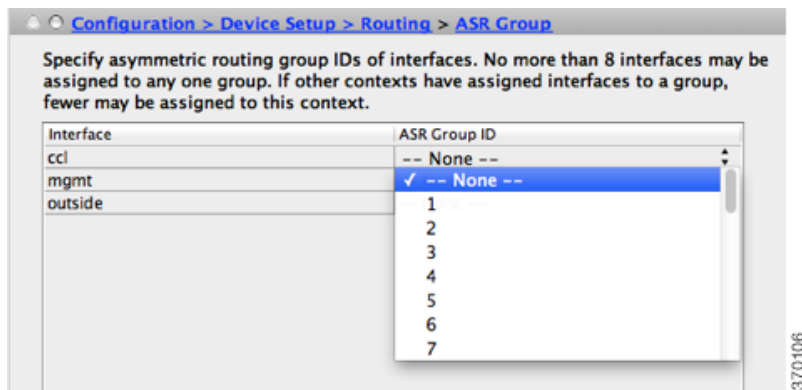 Configuration > Device Setup > Routing > ASR Group
Specify asymmetric routing group IDs of interfaces. No more than 8 interfaces may be
assigned to any one group. If other contexts have assigned interfaces to a group,
fewer may be assigned to this context.
Interface ASR Group ID
ccl -- None --
mgmt ✓ -- None --
outside 1
2
3
4
5
6
7
370106